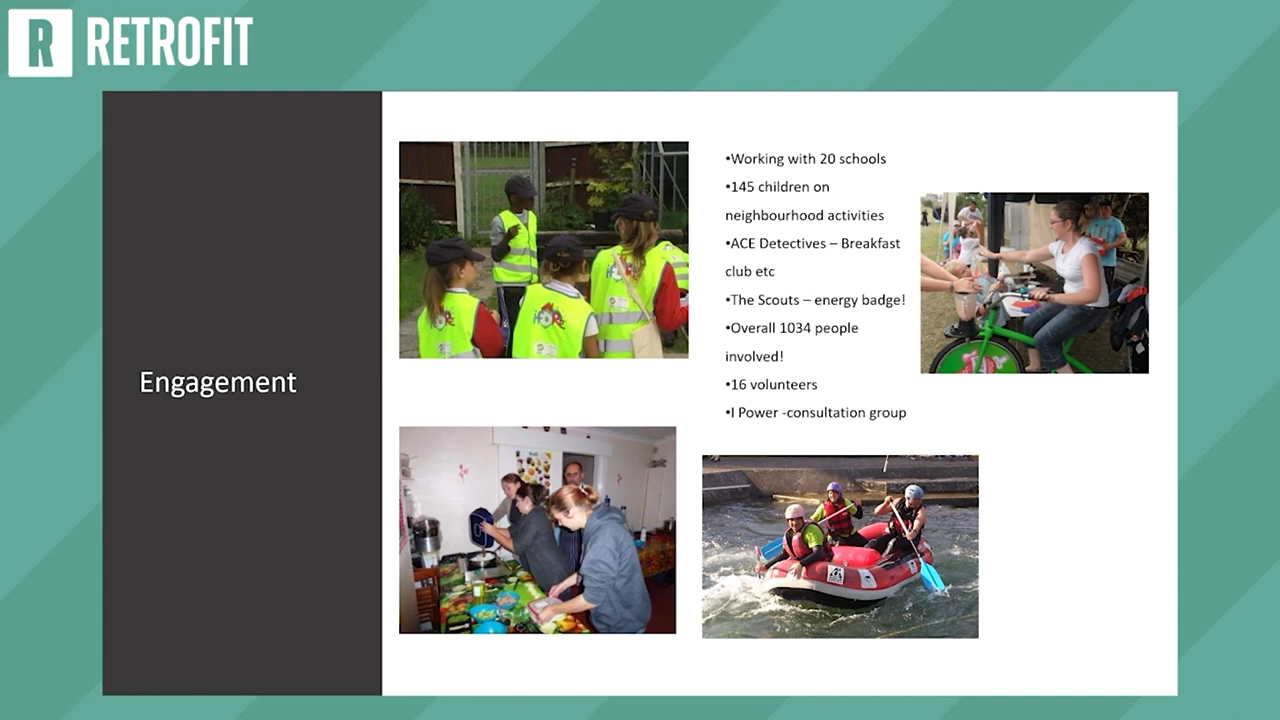 R RETROFIT
Engagement
•Working with 20 schools
•145 children on
neighbourhood activities
•ACE Detectives – Breakfast
club etc
•The Scouts – energy badge!
•Overall 1034 people
involved!
•16 volunteers
•I Power -consultation group